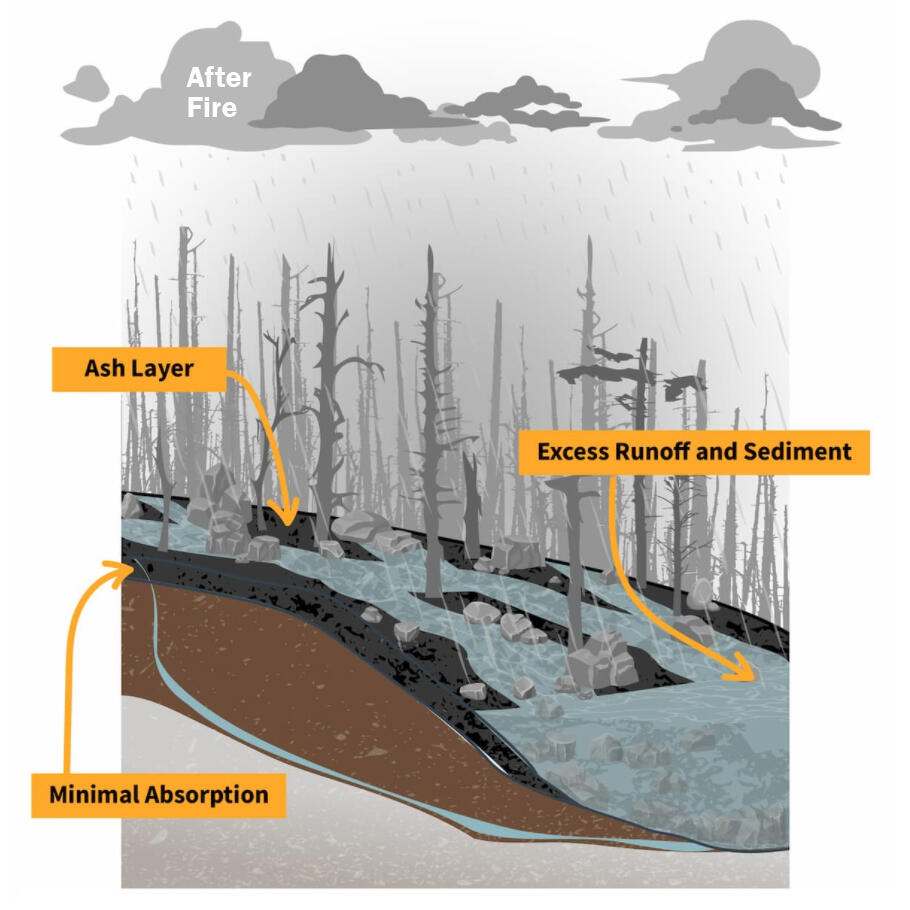 After
Fire
Ash Layer
Excess Runoff and Sediment
Minimal Absorption